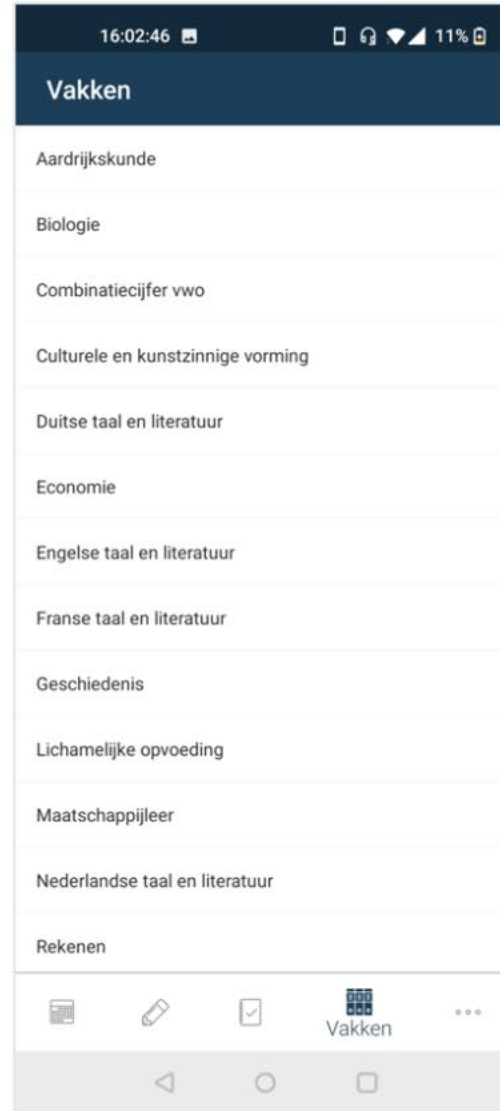 16:02:46
11%
Vakken
Aardrijkskunde
Biologie
Combinatiecijfer vwo
Culturele en kunstzinnige vorming
Duitse taal en literatuur
Economie
Engelse taal en literatuur
Franse taal en literatuur
Geschiedenis
Lichamelijke opvoeding
Maatschappijleer
Nederlandse taal en literatuur
Rekenen
Vakken